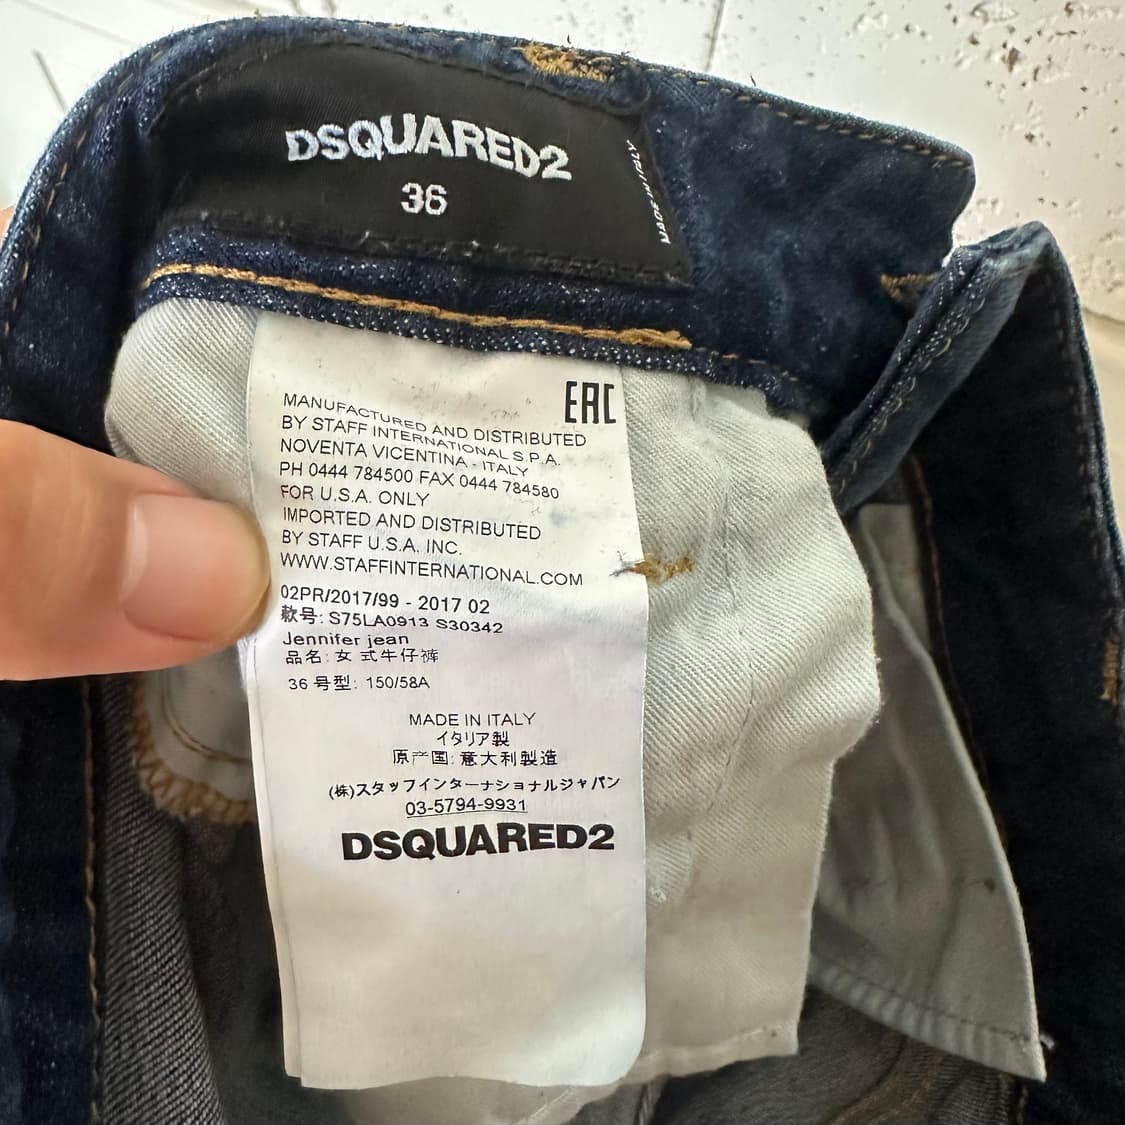 DSQUARED2
36
MADE IN ITALY
EAC
MANUFACTURED AND DISTRIBUTED
BY STAFF INTERNATIONAL S.P.A.
NOVENTA VICENTINA - ITALY
PH 0444 784500 FAX 0444 784580
FOR U.S.A. ONLY
IMPORTED AND DISTRIBUTED
BY STAFF U.S.A. INC.
WWW.STAFFINTERNATIONAL.COM
02PR/2017/99 - 2017 02
款号: S75LA0913 S30342
Jennifer jean
品名: 女 式牛仔裤
36 号型: 150/58A
MADE IN ITALY
イタリア製
原产国: 意大利製造
(株)スタッフインターナショナルジャパン
03-5794-9931
DSQUARED2